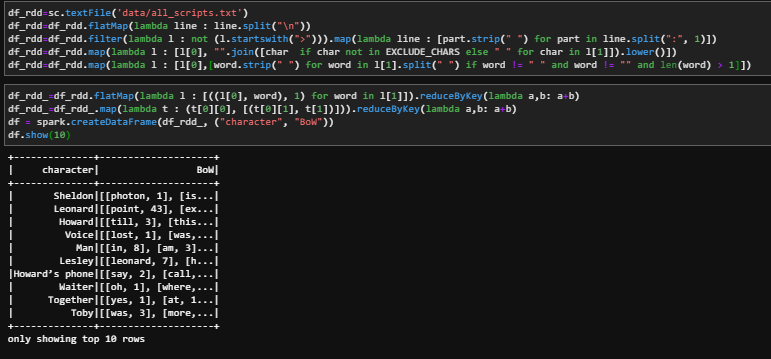 df_rdd=sc.textFile('data/all_scripts.txt')
df_rdd=df_rdd.flatMap(lambda line : line.split("\n"))
df_rdd=df_rdd.filter(lambda l : not (l.startswith(">"))).map(lambda line : [part.strip(" ") for part in line.split(":", 1)])
df_rdd=df_rdd.map(lambda l : [l[0], "".join([char  if char not in EXCLUDE_CHARS else " " for char in l[1]]).lower()])
df_rdd=df_rdd.map(lambda l : [l[0],[word.strip(" ") for word in l[1].split(" ") if word != " " and word != "" and len(word) > 1]])
df_rdd_=df_rdd.flatMap(lambda l : [((l[0], word), 1) for word in l[1]]).reduceByKey(lambda a,b: a+b)
df_rdd_s_=df_rdd_.map(lambda t : (t[0][0], [(t[0][1], t[1])])).reduceByKey(lambda a,b: a+b)
df = spark.createDataFrame(df_rdd_, ("character", "BoW"))
df.show(10)
+--------------+--------------------+
|     character|                 BoW|
+--------------+--------------------+
|       Sheldon|[[photon, 1], [is...|
|       Leonard|[[point, 43], [ex...|
|        Howard|[[till, 3], [this...|
|         Voice|[[lost, 1], [was,...|
|           Man|[[in, 8], [am, 3]...|
|        Lesley|[[leonard, 7], [h...|
|Howard’s phone|[[say, 2], [call,...|
|        Waiter|[[oh, 1], [where,...|
|      Together|[[yes, 1], [at, 1...|
|          Toby|[[was, 3], [more,...|
+--------------+--------------------+
only showing top 10 rows